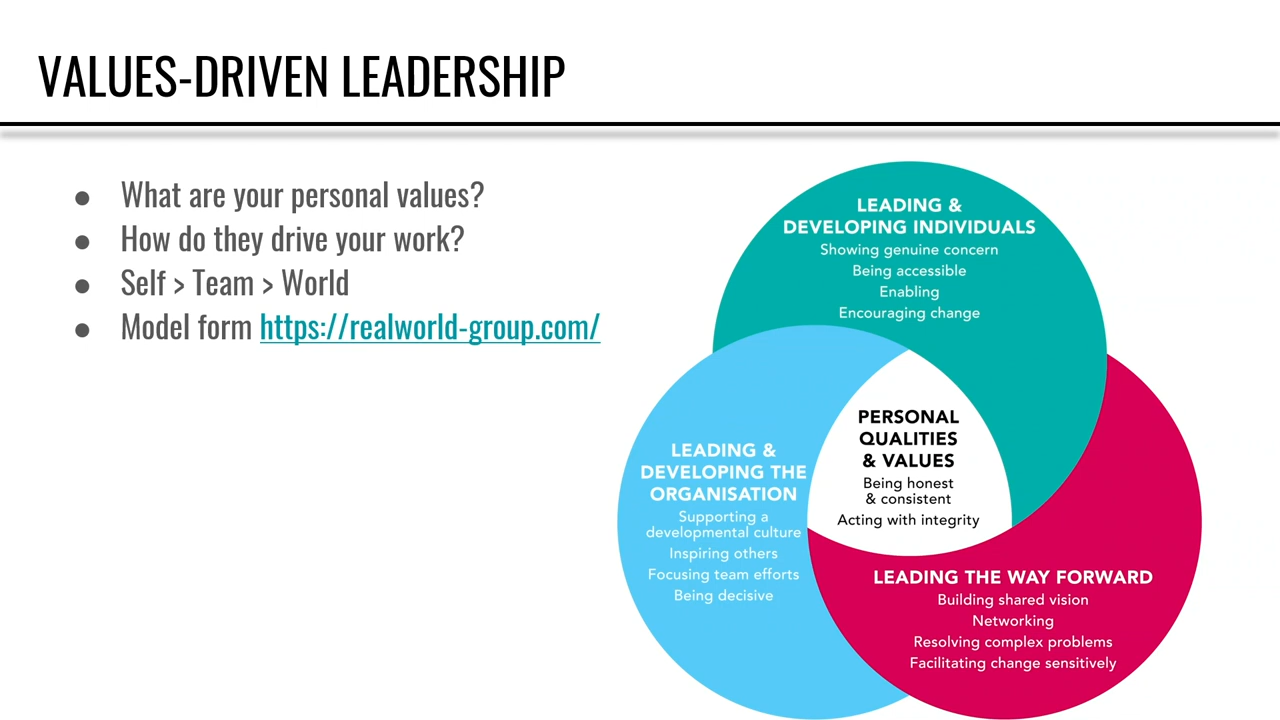 VALUES-DRIVEN LEADERSHIP
● What are your personal values?
● How do they drive your work?
● Self > Team > World
● Model form https://realworld-group.com/
LEADING &
DEVELOPING INDIVIDUALS
Showing genuine concern
Being accessible
Enabling
Encouraging change
PERSONAL
QUALITIES
& VALUES
Being honest
& consistent
Acting with integrity
LEADING &
DEVELOPING THE
ORGANISATION
Supporting a
developmental culture
Inspiring others
Focusing team efforts
Being decisive
LEADING THE WAY FORWARD
Building shared vision
Networking
Resolving complex problems
Facilitating change sensitively